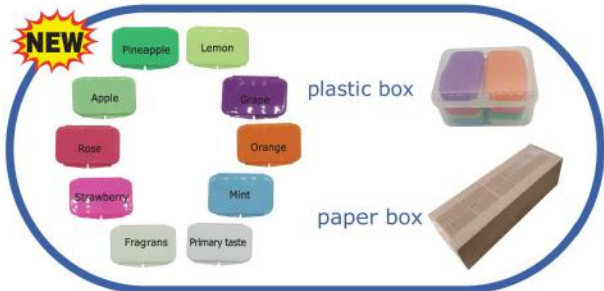 NEW
Pineapple
Lemon
Apple
Grape
plastic box
Rose
Orange
Strawberry
Mint
paper box
Fragrans
Primary taste